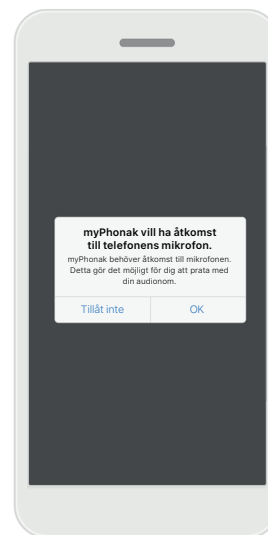 myPhonak vill ha åtkomst
till telefonens mikrofon.
myPhonak behöver åtkomst till mikrofonen.
Detta gör det möjligt för dig att prata med
din audionom.
Tillåt inte
OK